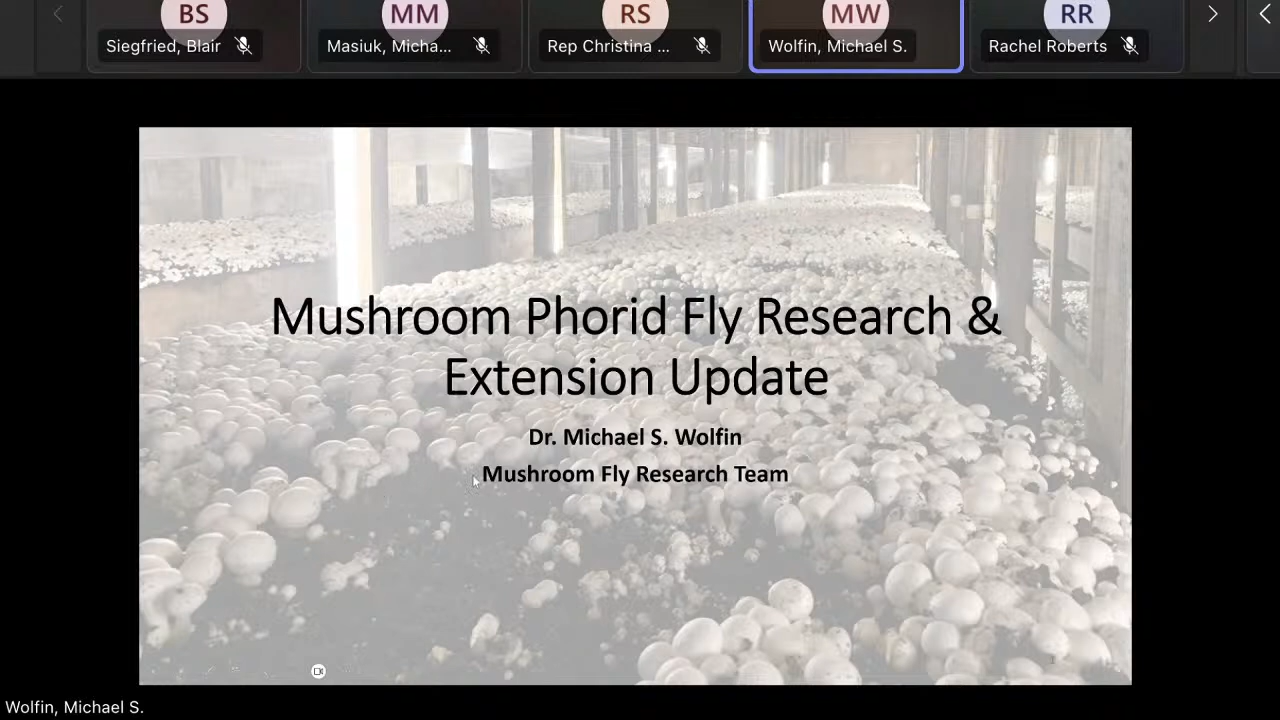 BS
MM
RS
MW
RR
Siegfried, Blair
Masiuk, Micha...
Rep Christina ...
Wolfin, Michael S.
Rachel Roberts
Mushroom Phorid Fly Research &
Extension Update
Dr. Michael S. Wolfin
Mushroom Fly Research Team
Wolfin, Michael S.